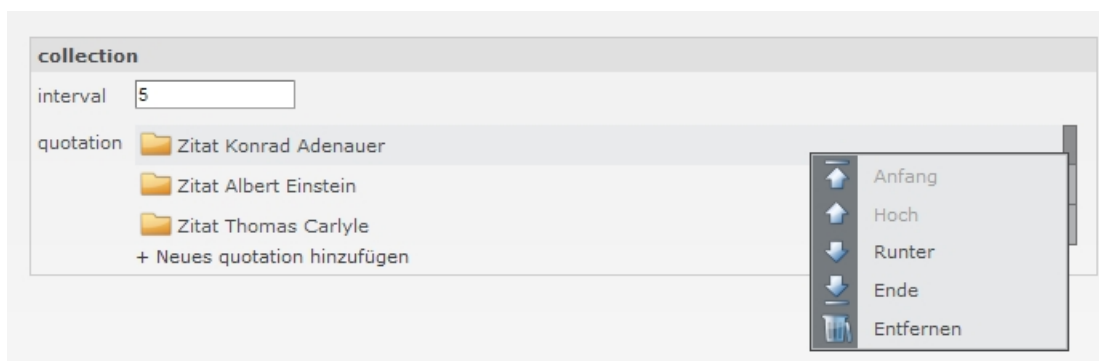 collection
interval 5
quotation Zitat Konrad Adenauer
Zitat Albert Einstein
Zitat Thomas Carlyle
+ Neues quotation hinzufügen
Anfang
Hoch
Runter
Ende
Entfernen